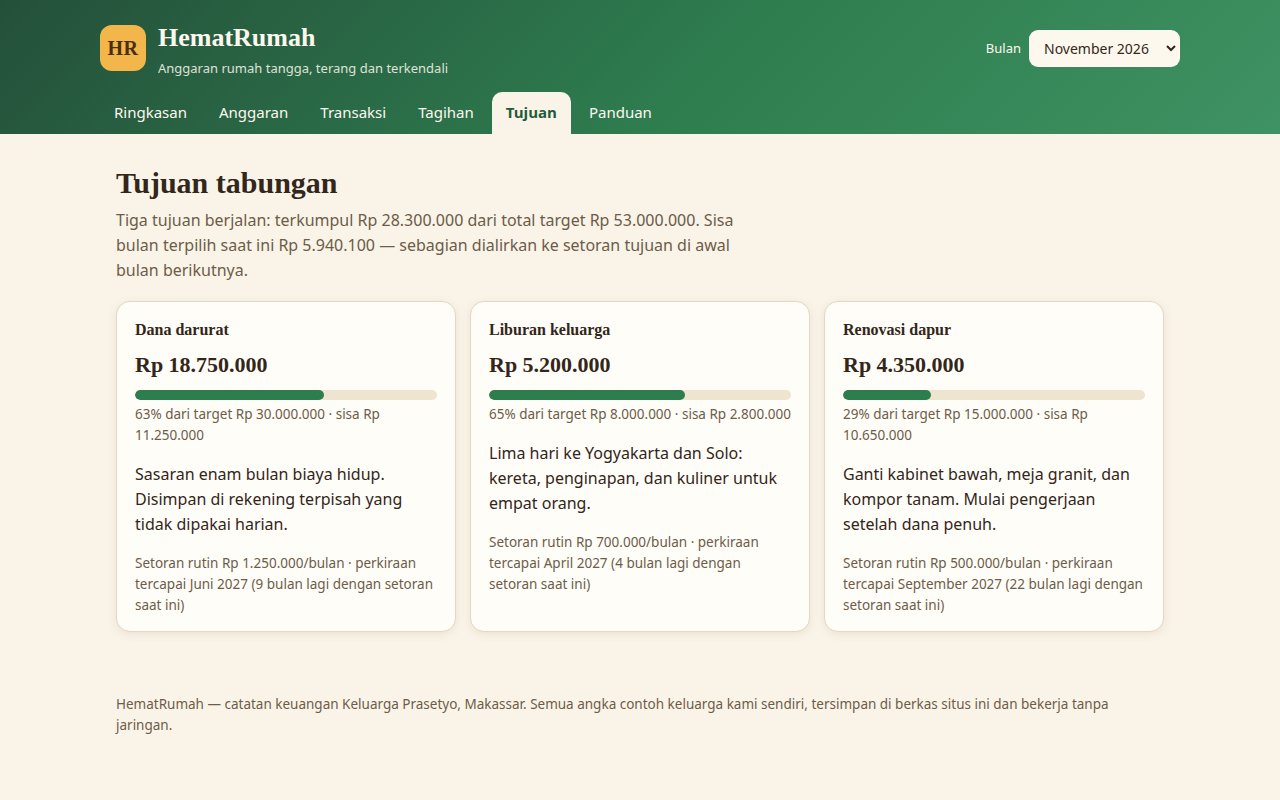 HR
HematRumah
Anggaran rumah tangga, terang dan terkendali
Bulan
November 2026
Ringkasan
Anggaran
Transaksi
Tagihan
Tujuan
Panduan
Tujuan tabungan
Tiga tujuan berjalan: terkumpul Rp 28.300.000 dari total target Rp 53.000.000. Sisa
bulan terpilih saat ini Rp 5.940.100 — sebagian dialirkan ke setoran tujuan di awal
bulan berikutnya.
Dana darurat
Rp 18.750.000
63% dari target Rp 30.000.000 · sisa Rp
11.250.000
Sasaran enam bulan biaya hidup.
Disimpan di rekening terpisah yang
tidak dipakai harian.
Setoran rutin Rp 1.250.000/bulan · perkiraan
tercapai Juni 2027 (9 bulan lagi dengan setoran
saat ini)
Liburan keluarga
Rp 5.200.000
65% dari target Rp 8.000.000 · sisa Rp 2.800.000
Lima hari ke Yogyakarta dan Solo:
kereta, penginapan, dan kuliner untuk
empat orang.
Setoran rutin Rp 700.000/bulan · perkiraan
tercapai April 2027 (4 bulan lagi dengan
setoran saat ini)
Renovasi dapur
Rp 4.350.000
29% dari target Rp 15.000.000 · sisa Rp
10.650.000
Ganti kabinet bawah, meja granit, dan
kompor tanam. Mulai pengerjaan
setelah dana penuh.
Setoran rutin Rp 500.000/bulan · perkiraan
tercapai September 2027 (22 bulan lagi dengan
setoran saat ini)
HematRumah — catatan keuangan Keluarga Prasetyo, Makassar. Semua angka contoh keluarga kami sendiri, tersimpan di berkas situs ini dan bekerja tanpa
jaringan.